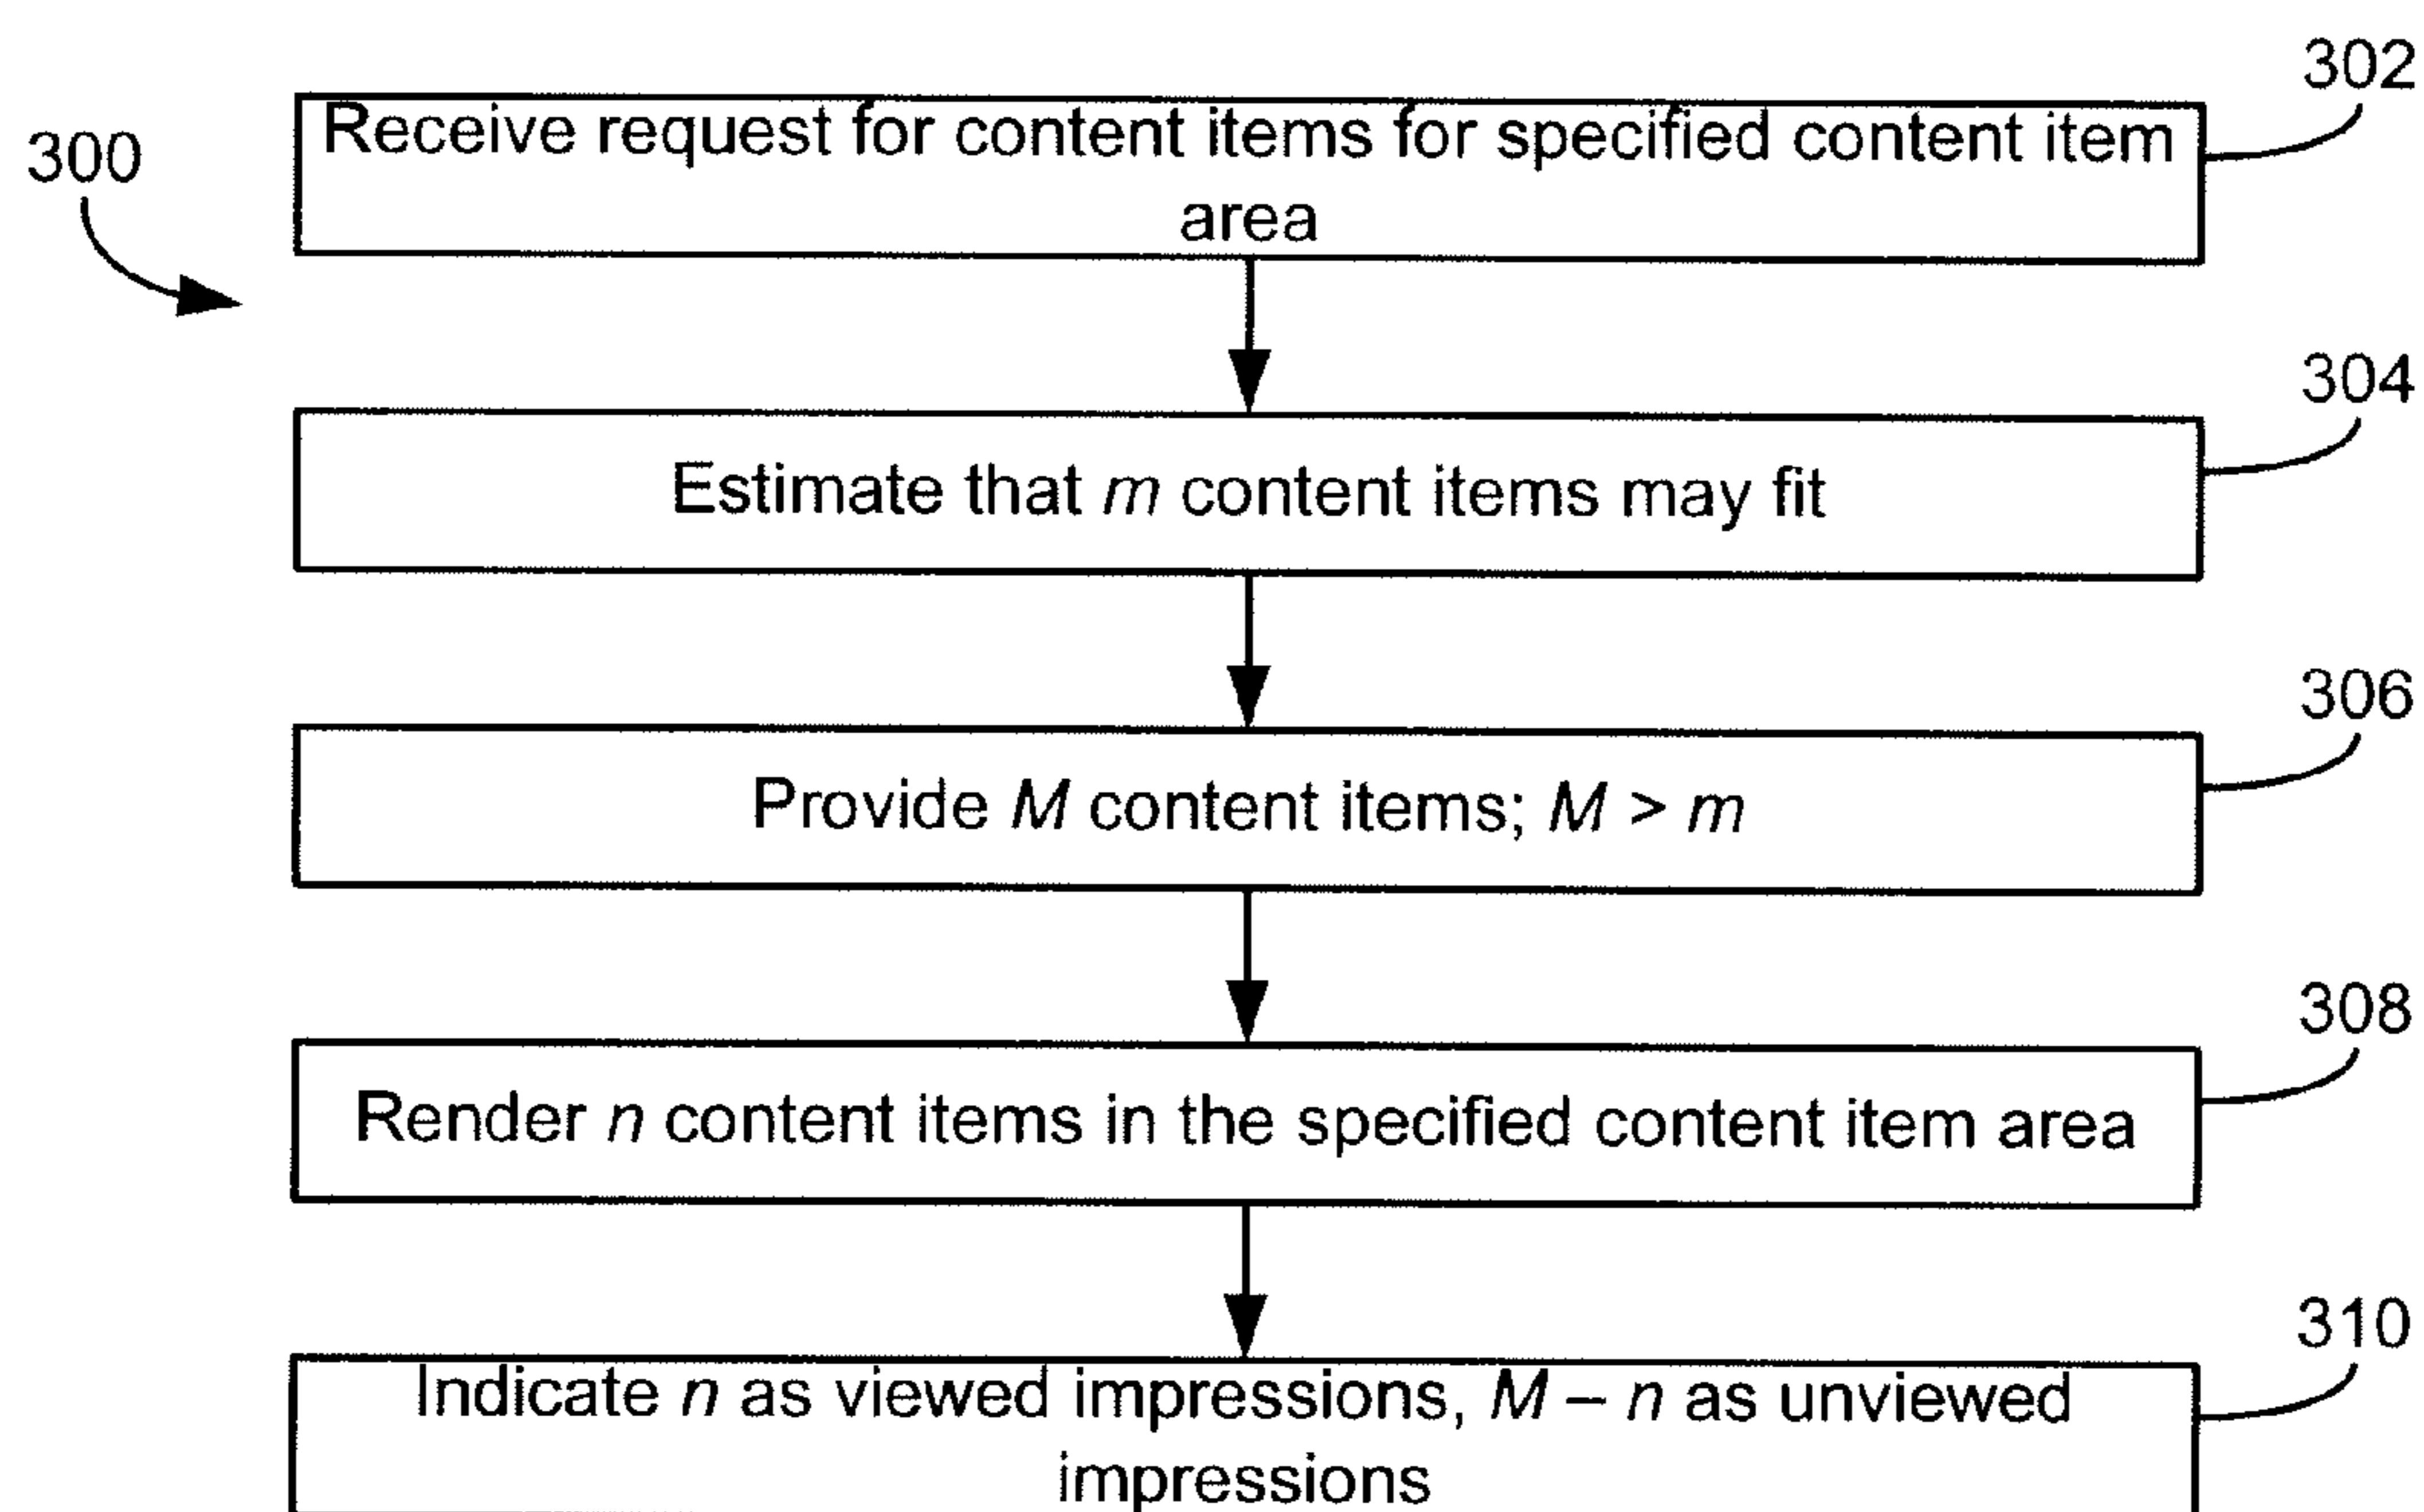 302
Receive request for content items for specified content item
area
300
304
Estimate that m content items may fit
306
Provide M content items; M > m
308
Render n content items in the specified content item area
310
Indicate n as viewed impressions, M – n as unviewed
impressions